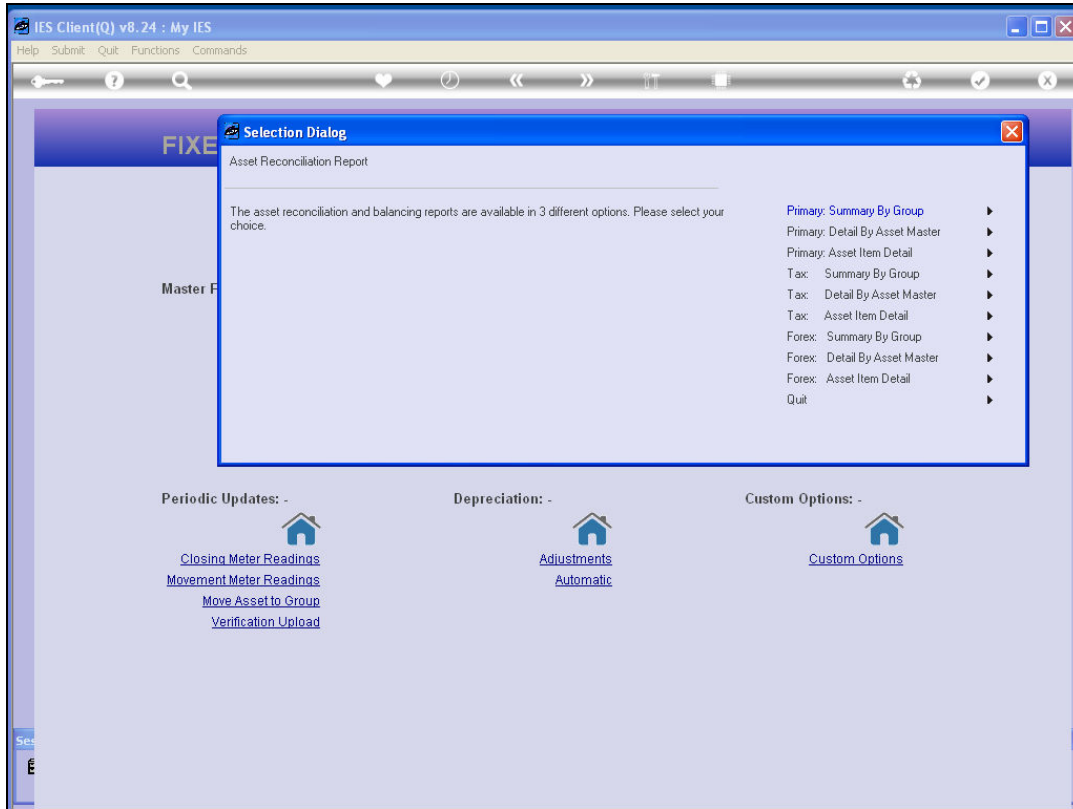 IES Client(Q) v8.24 : My IES
Help Submit Quit Functions Commands
FIXE
Selection Dialog
Asset Reconciliation Report
The asset reconciliation and balancing reports are available in 3 different options. Please select your
choice.
Primary: Summary By Group
Primary: Detail By Asset Master
Primary: Asset Item Detail
Tax: Summary By Group
Tax: Detail By Asset Master
Tax: Asset Item Detail
Forex: Summary By Group
Forex: Detail By Asset Master
Forex: Asset Item Detail
Quit
Master F
Periodic Updates: -
Closing Meter Readings
Movement Meter Readings
Move Asset to Group
Verification Upload
Depreciation: -
Adjustments
Automatic
Custom Options: -
Custom Options
Ses